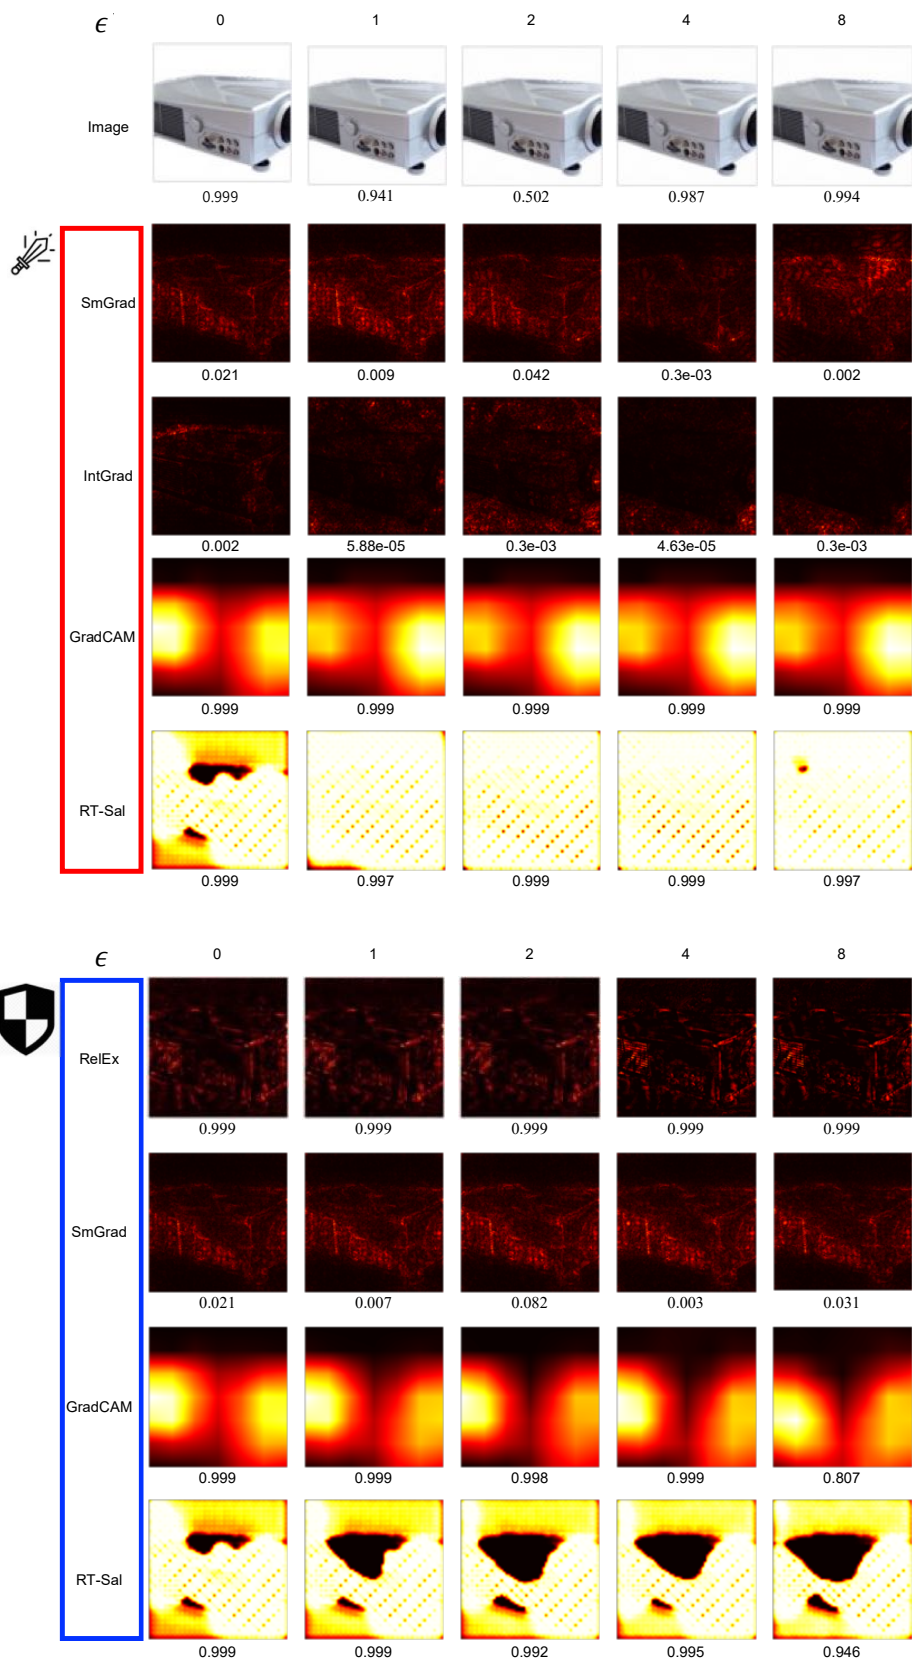 ϵ 0 1 2 4 8
Image
0.999 0.941 0.502 0.987 0.994
SmGrad
0.021 0.009 0.042 0.3e-03 0.002
IntGrad
0.002 5.88e-05 0.3e-03 4.63e-05 0.3e-03
GradCAM
0.999 0.999 0.999 0.999 0.999
RT-Sal
0.999 0.997 0.999 0.999 0.997
ϵ 0 1 2 4 8
RelEx
0.999 0.999 0.999 0.999 0.999
SmGrad
0.021 0.007 0.082 0.003 0.031
GradCAM
0.999 0.999 0.998 0.999 0.807
RT-Sal
0.999 0.999 0.992 0.995 0.946